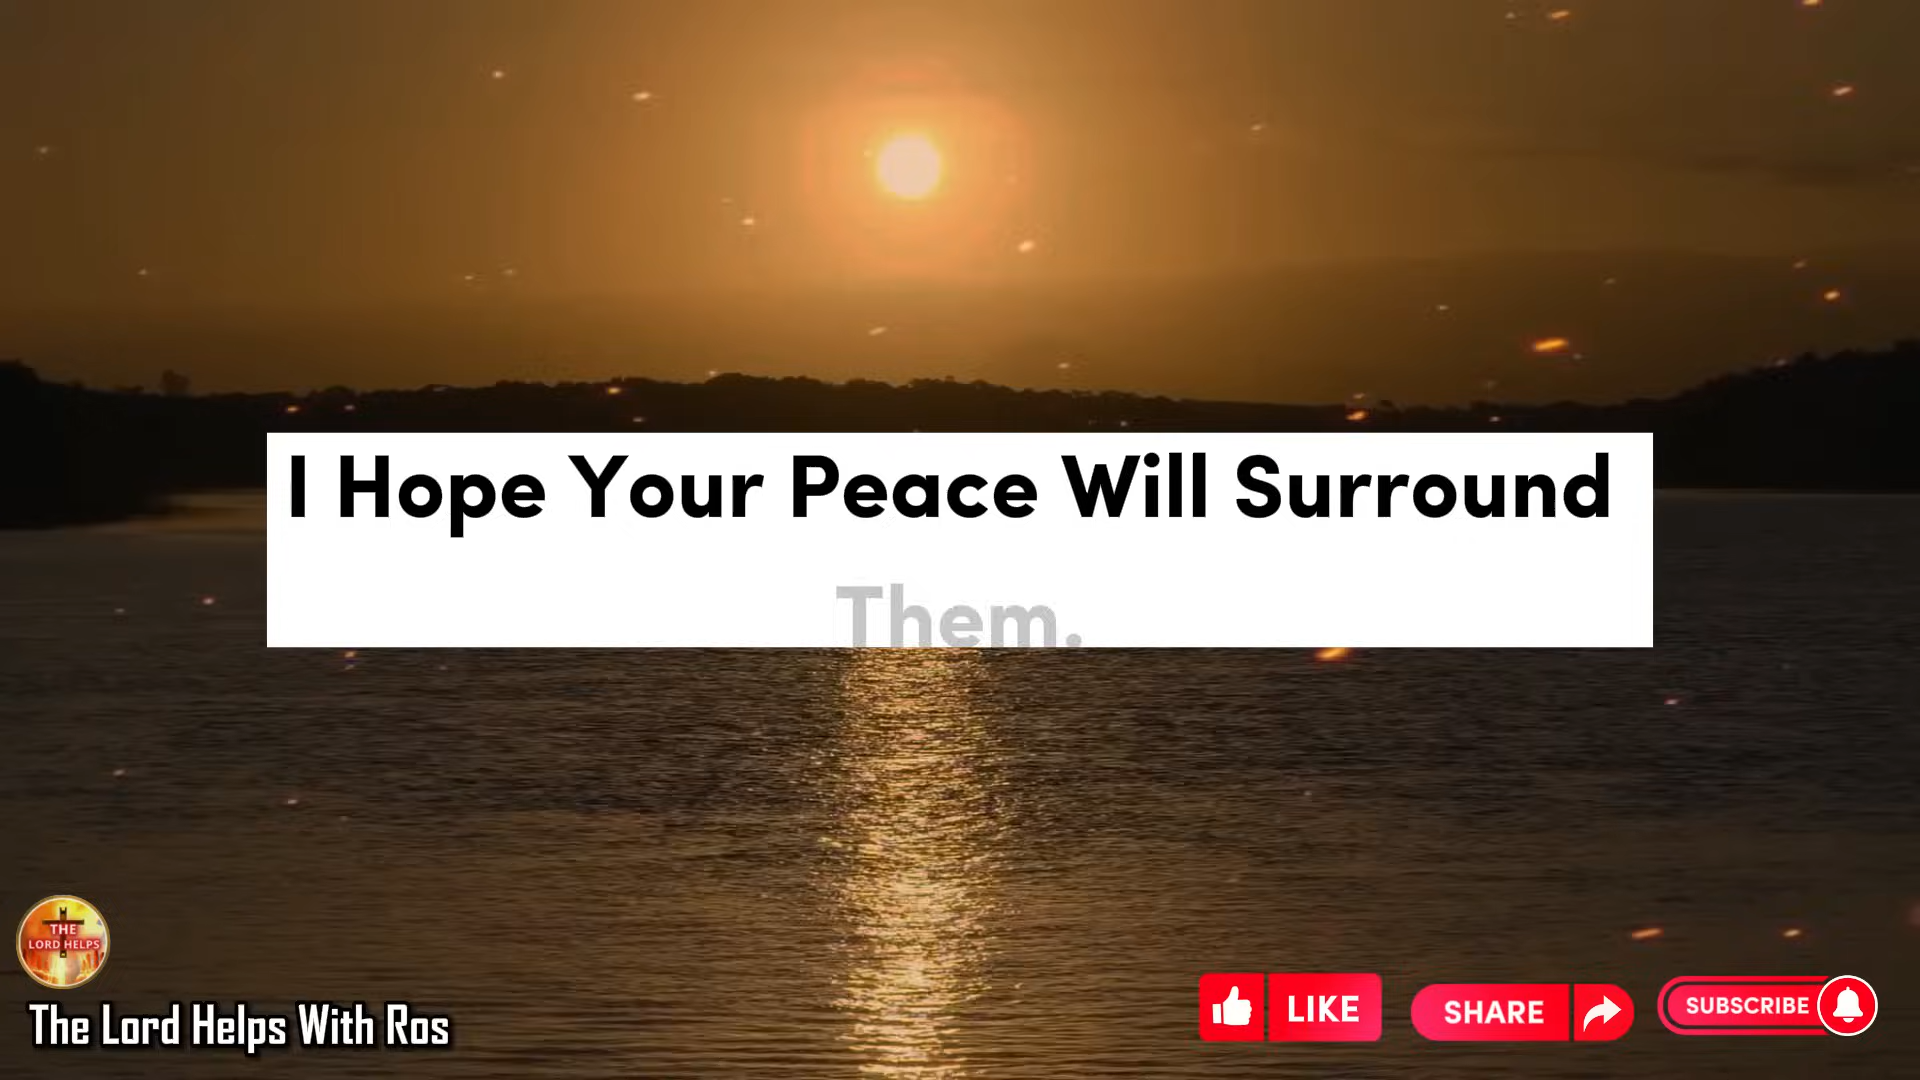 I Hope Your Peace Will Surround
Them.
THE
LORD HELPS
The Lord Helps With Ros
LIKE
SHARE
SUBSCRIBE